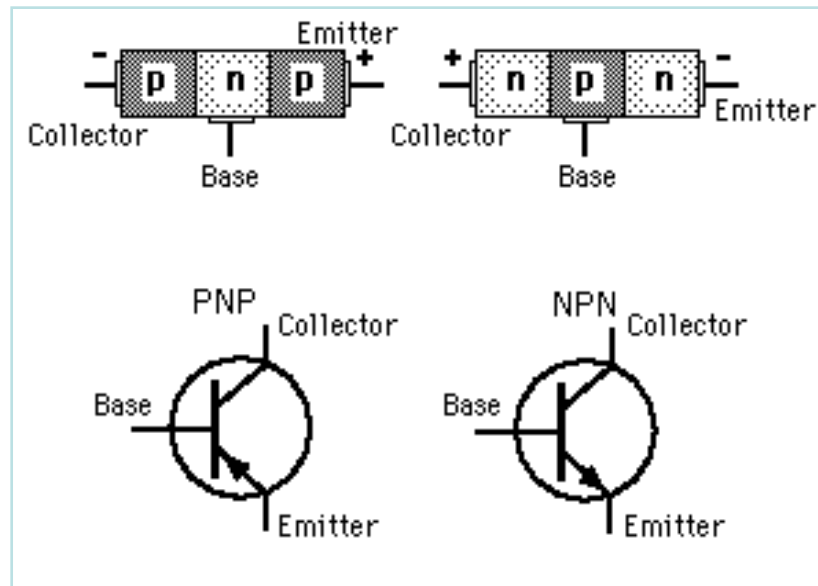 Emitter
- p n p +
Collector
Base
+ n p n -
Emitter
Collector
Base
PNP
Collector
Base
Emitter
NPN
Collector
Base
Emitter